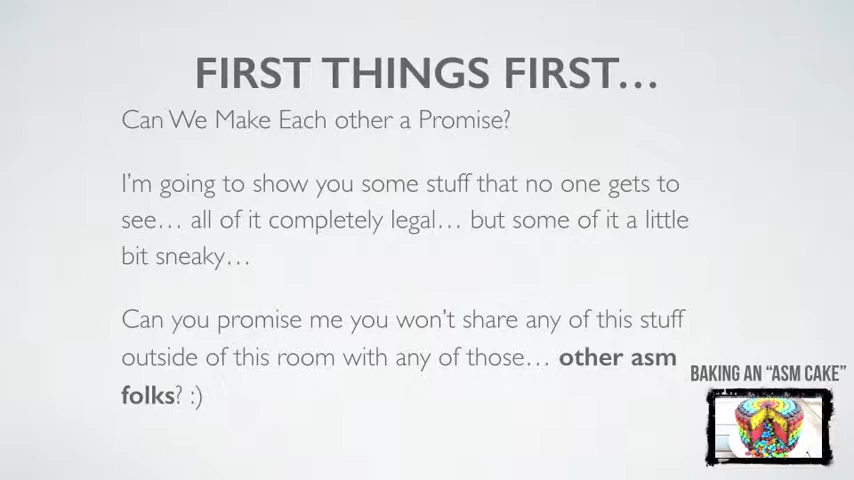 FIRST THINGS FIRST…
Can We Make Each other a Promise?
I'm going to show you some stuff that no one gets to
see… all of it completely legal… but some of it a little
bit sneaky…
Can you promise me you won't share any of this stuff
outside of this room with any of those… other asm
folks? :)
BAKING AN “ASM CAKE”